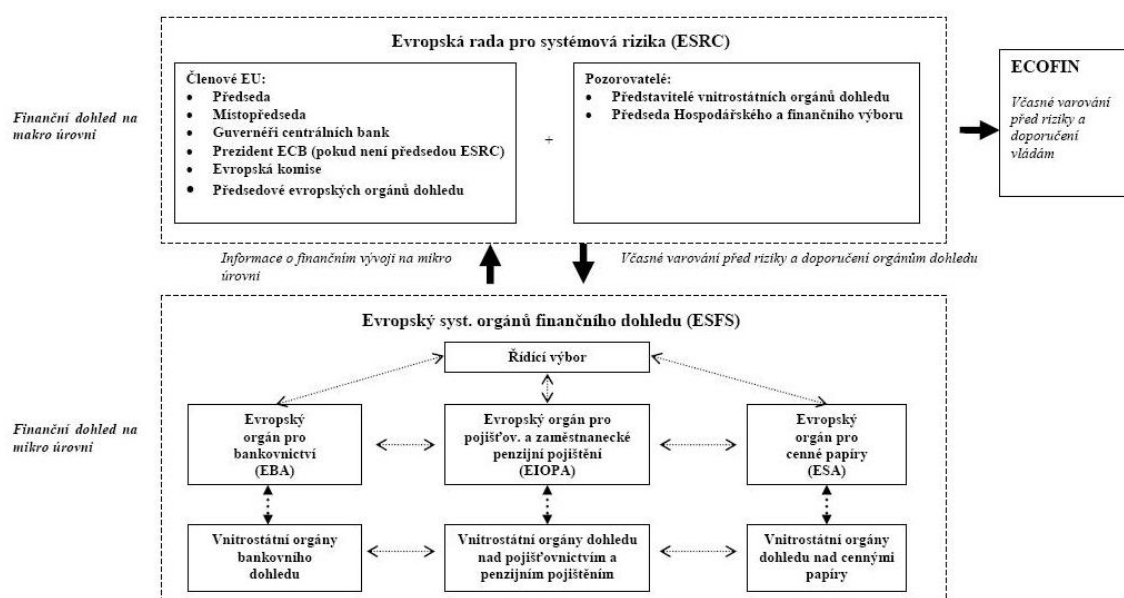 Evropská rada pro systémová rizika (ESRC)
Finanční dohled na
makro úrovni
Členové EU:
• Předseda
• Místopředseda
• Guvernéři centrálních bank
• Prezident ECB (pokud není předsedou ESRC)
• Evropská komise
• Předsedové evropských orgánů dohledu
+
Pozorovatelé:
• Představitelé vnitrostátních orgánů dohledu
• Předseda Hospodářského a finančního výboru
ECOFIN
Včasné varování
před riziky a
doporučení
vládám
Informace o finančním vývoji na mikro
úrovni
Včasné varování před riziky a doporučení orgánům dohledu
Evropský syst. orgánů finančního dohledu (ESFS)
Řídící výbor
Finanční dohled na
mikro úrovni
Evropský
orgán pro
bankovnictví
(EBA)
Evropský orgán pro
pojišťov. a zaměstnanecké
penzijní pojištění
(EIOPA)
Evropský
orgán pro
cenné papíry
(ESA)
Vnitrostátní orgány
bankovního
dohledu
Vnitrostátní orgány dohledu
nad pojišťovnictvím a
penzijním pojištěním
Vnitrostátní orgány
dohledu nad cennými
papíry